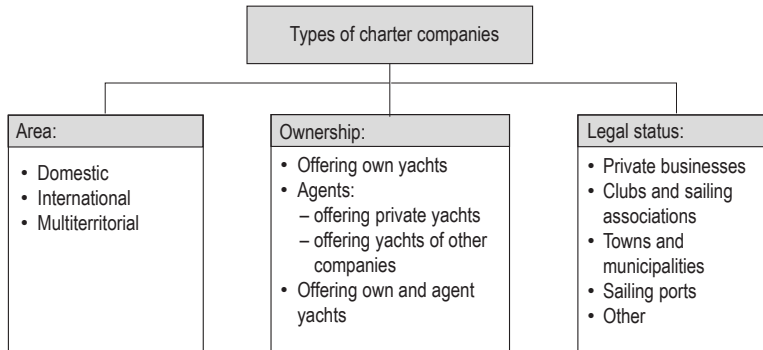 Types of charter companies
Area:
• Domestic
• International
• Multiterritorial
Ownership:
• Offering own yachts
• Agents:
– offering private yachts
– offering yachts of other
companies
• Offering own and agent
yachts
Legal status:
• Private businesses
• Clubs and sailing
associations
• Towns and
municipalities
• Sailing ports
• Other